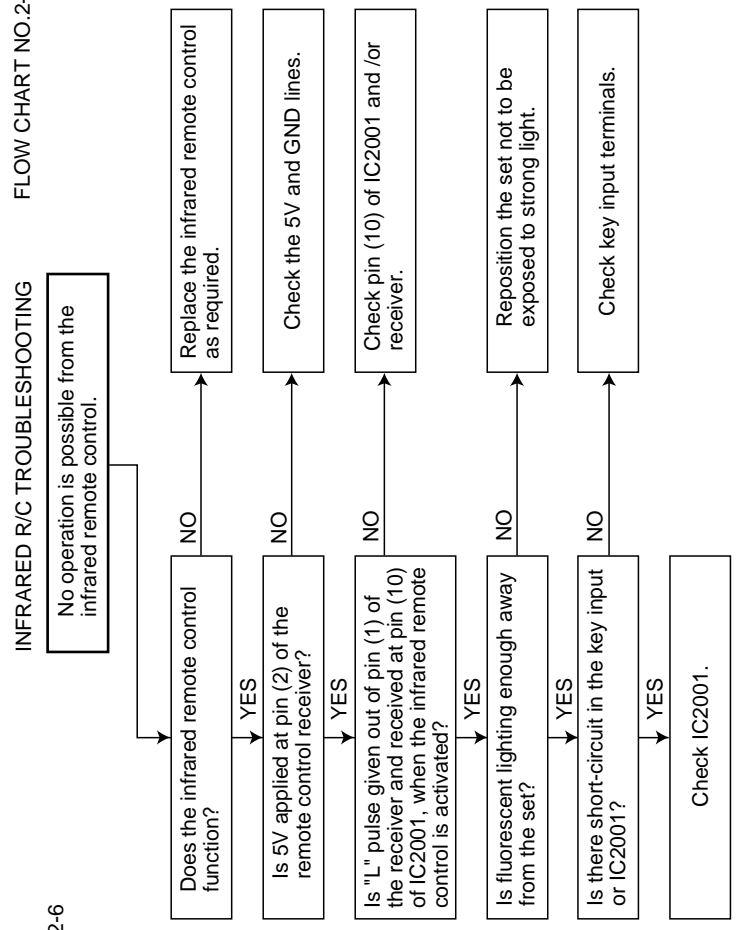 2-6
INFRARED R/C TROUBLESHOOTING
FLOW CHART NO.2-
No operation is possible from the
infrared remote control.
Does the infrared remote control
function?
NO
Replace the infrared remote control
as required.
YES
Is 5V applied at pin (2) of the
remote control receiver?
NO
Check the 5V and GND lines.
YES
Is "L" pulse given out of pin (1) of
the receiver and received at pin (10)
of IC2001, when the infrared remote
control is activated?
NO
Check pin (10) of IC2001 and /or
receiver.
YES
Is fluorescent lighting enough away
from the set?
NO
Reposition the set not to be
exposed to strong light.
YES
Is there short-circuit in the key input
or IC2001?
NO
Check key input terminals.
YES
Check IC2001.